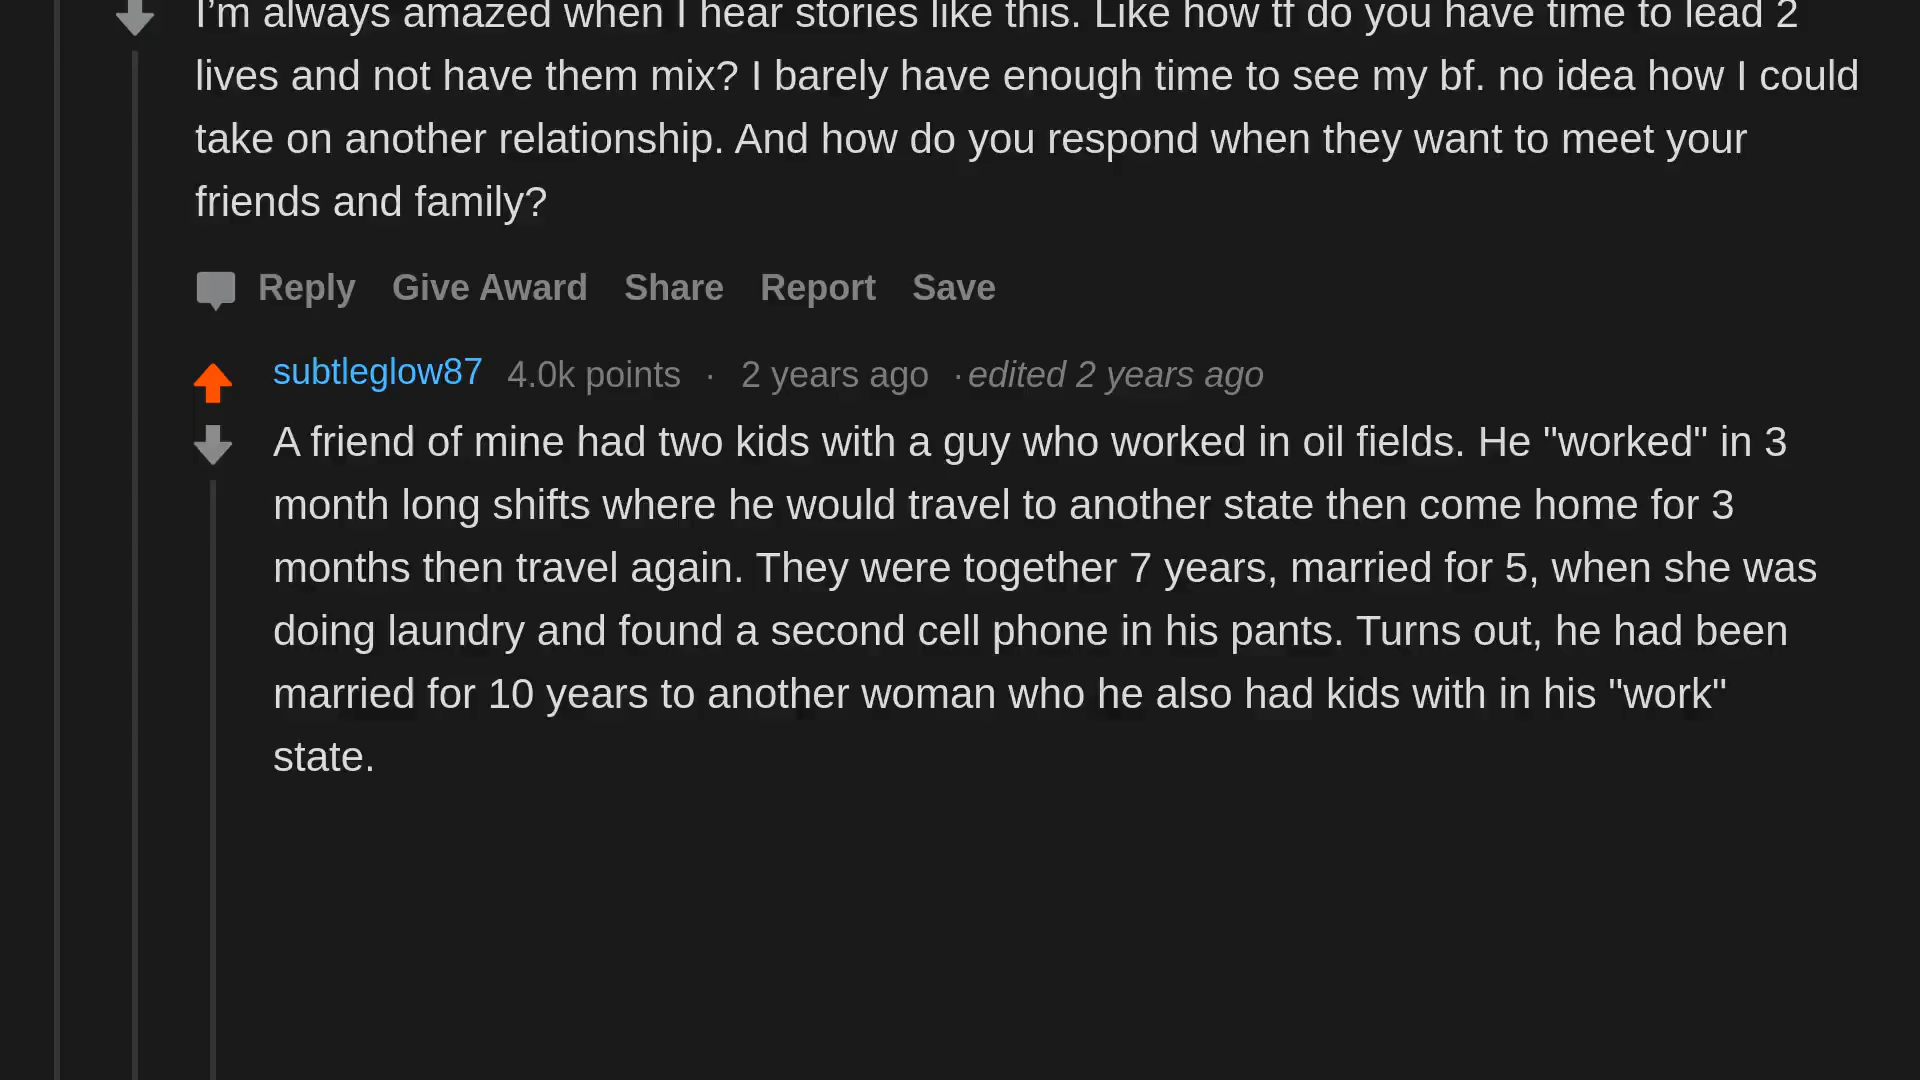 I’m always amazed when I hear stories like this. Like how tf do you have time to lead 2
lives and not have them mix? I barely have enough time to see my bf. no idea how I could
take on another relationship. And how do you respond when they want to meet your
friends and family?
Reply Give Award Share Report Save
subtleglow87 4.0k points · 2 years ago · edited 2 years ago
A friend of mine had two kids with a guy who worked in oil fields. He "worked" in 3
month long shifts where he would travel to another state then come home for 3
months then travel again. They were together 7 years, married for 5, when she was
doing laundry and found a second cell phone in his pants. Turns out, he had been
married for 10 years to another woman who he also had kids with in his "work"
state.